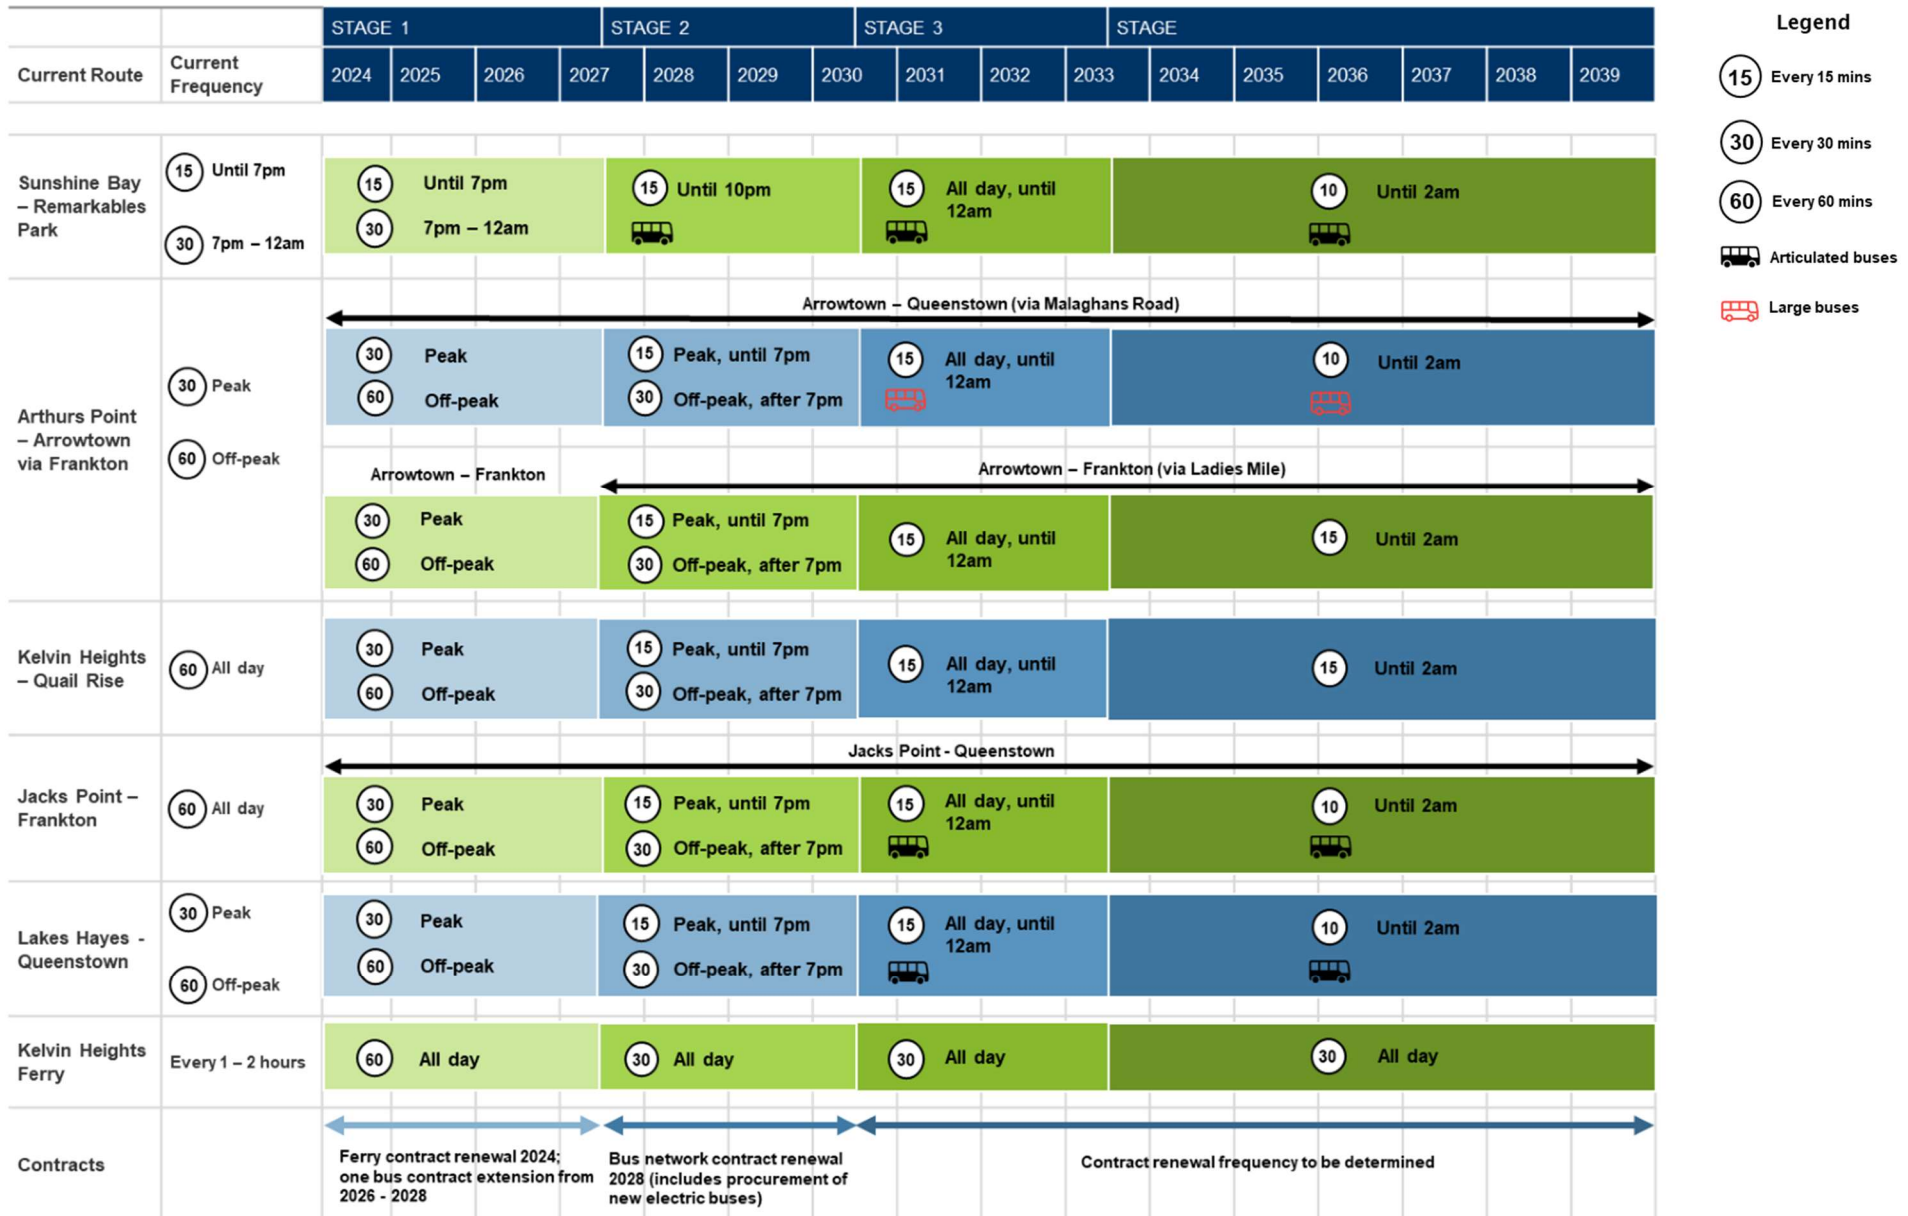 STAGE 1
STAGE 2
STAGE 3
STAGE
Current Route
Current
Frequency
2024
2025
2026
2027
2028
2029
2030
2031
2032
2033
2034
2035
2036
2037
2038
2039
Legend
15 Every 15 mins
30 Every 30 mins
60 Every 60 mins
Articulated buses
Large buses
Sunshine Bay
– Remarkables
Park
15 Until 7pm
30 7pm – 12am
15 Until 7pm
30 7pm – 12am
15 Until 10pm
15 All day, until
12am
10 Until 2am
Arthurs Point
– Arrowtown
via Frankton
30 Peak
60 Off-peak
Arrowtown – Queenstown (via Malaghans Road)
30 Peak
60 Off-peak
15 Peak, until 7pm
30 Off-peak, after 7pm
15 All day, until
12am
10 Until 2am
Arrowtown – Frankton
Arrowtown – Frankton (via Ladies Mile)
30 Peak
60 Off-peak
15 Peak, until 7pm
30 Off-peak, after 7pm
15 All day, until
12am
15 Until 2am
Kelvin Heights
– Quail Rise
60 All day
30 Peak
60 Off-peak
15 Peak, until 7pm
30 Off-peak, after 7pm
15 All day, until
12am
15 Until 2am
Jacks Point –
Frankton
60 All day
Jacks Point - Queenstown
30 Peak
60 Off-peak
15 Peak, until 7pm
30 Off-peak, after 7pm
15 All day, until
12am
10 Until 2am
Lakes Hayes -
Queenstown
30 Peak
60 Off-peak
30 Peak
60 Off-peak
15 Peak, until 7pm
30 Off-peak, after 7pm
15 All day, until
12am
10 Until 2am
Kelvin Heights
Ferry
Every 1 – 2 hours
60 All day
30 All day
30 All day
30 All day
Contracts
Ferry contract renewal 2024;
one bus contract extension from
2026 - 2028
Bus network contract renewal
2028 (includes procurement of
new electric buses)
Contract renewal frequency to be determined